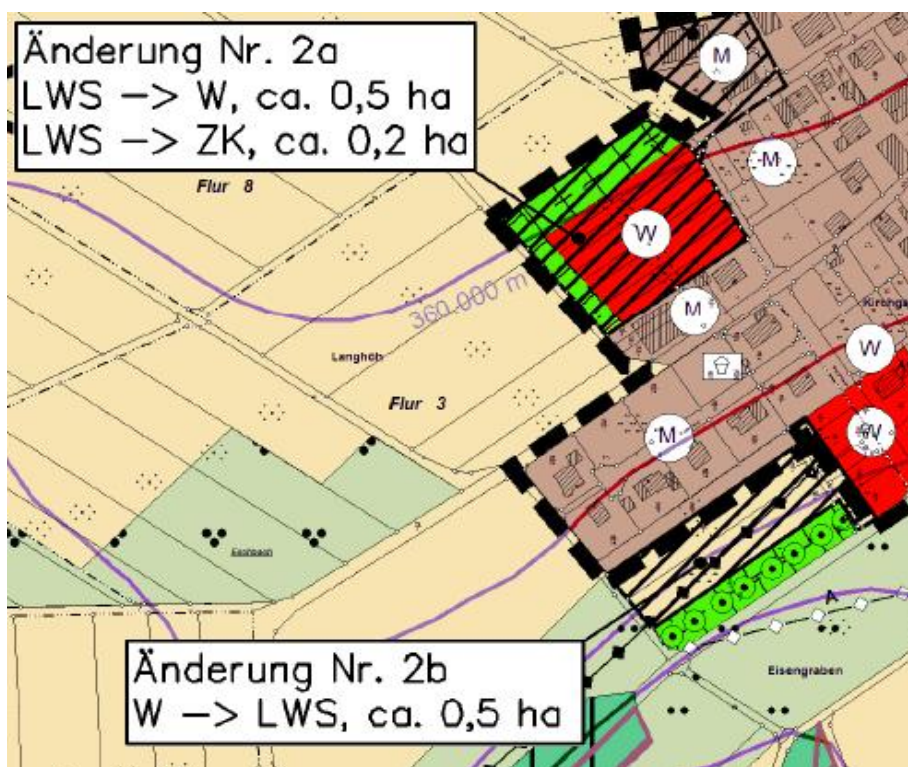 Änderung Nr. 2a
LWS -> W, ca. 0,5 ha
LWS -> ZK, ca. 0,2 ha
M
M
Flur 8
W
360.000 m
M
Langhöb
W
Flur 3
M
W
A
Eisengraben
Änderung Nr. 2b
W -> LWS, ca. 0,5 ha